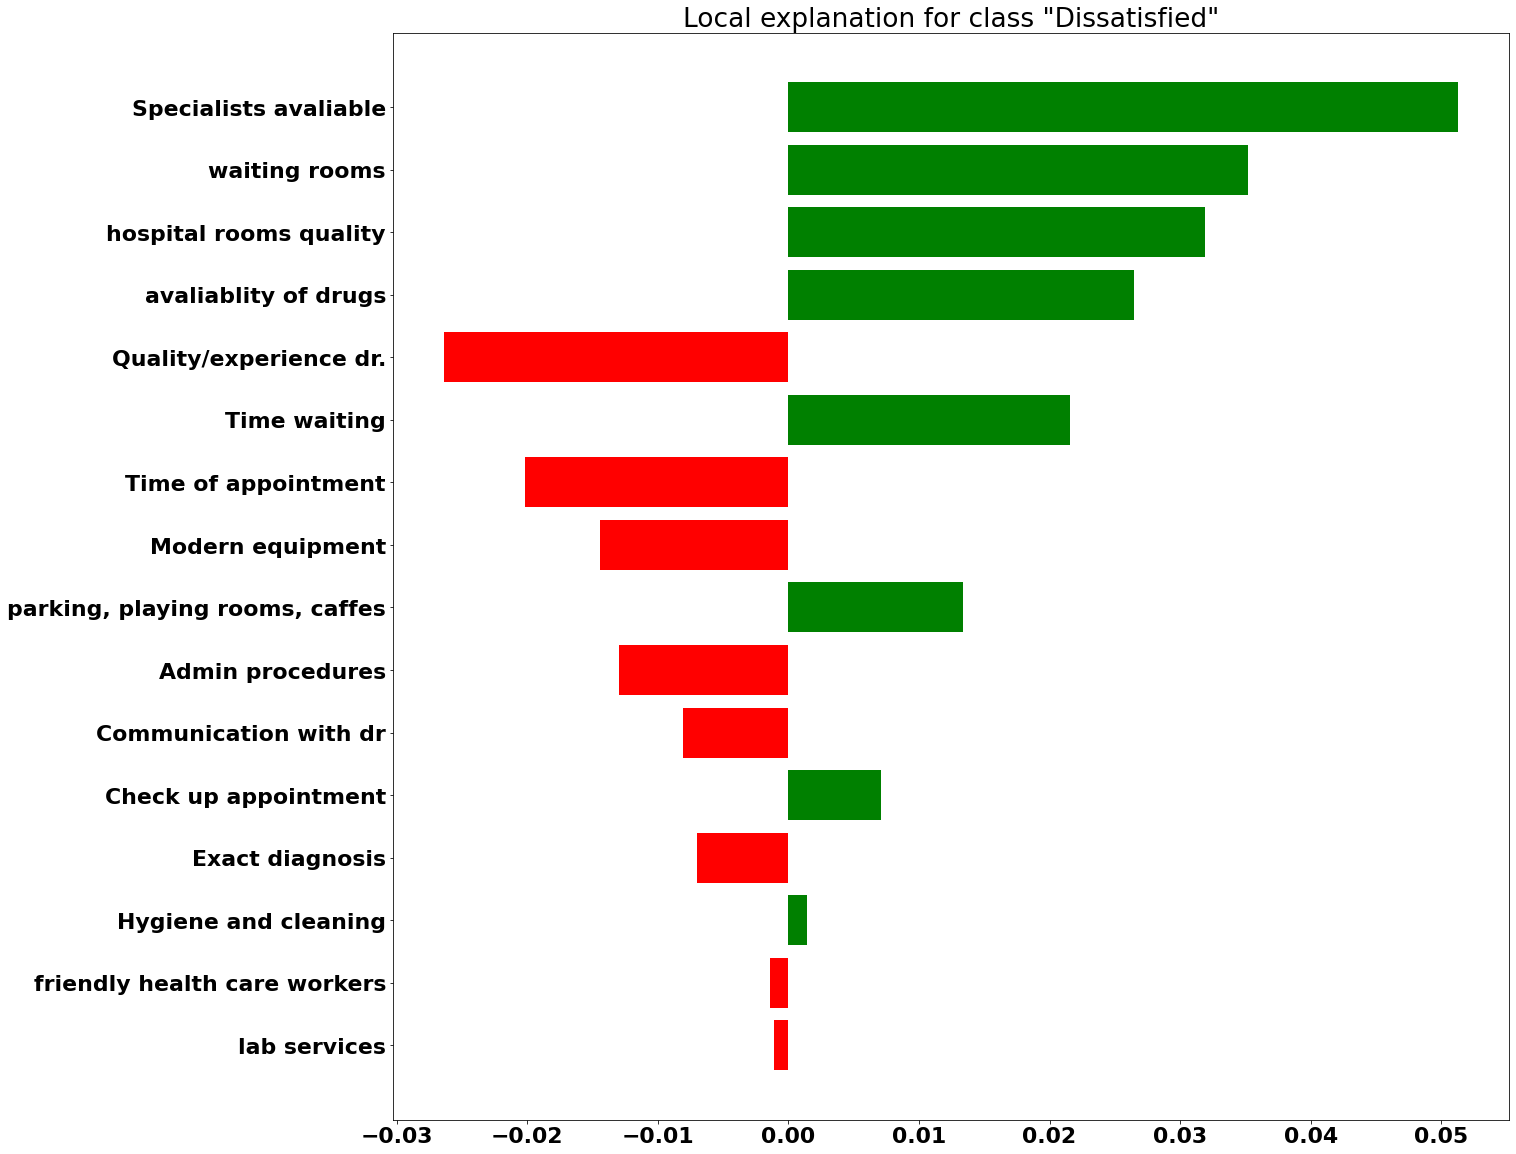 Local explanation for class "Dissatisfied"
Specialists avaliable
waiting rooms
hospital rooms quality
avaliablity of drugs
Quality/experience dr.
Time waiting
Time of appointment
Modern equipment
parking, playing rooms, caffes
Admin procedures
Communication with dr
Check up appointment
Exact diagnosis
Hygiene and cleaning
friendly health care workers
lab services
−0.03 −0.02 −0.01 0.00 0.01 0.02 0.03 0.04 0.05